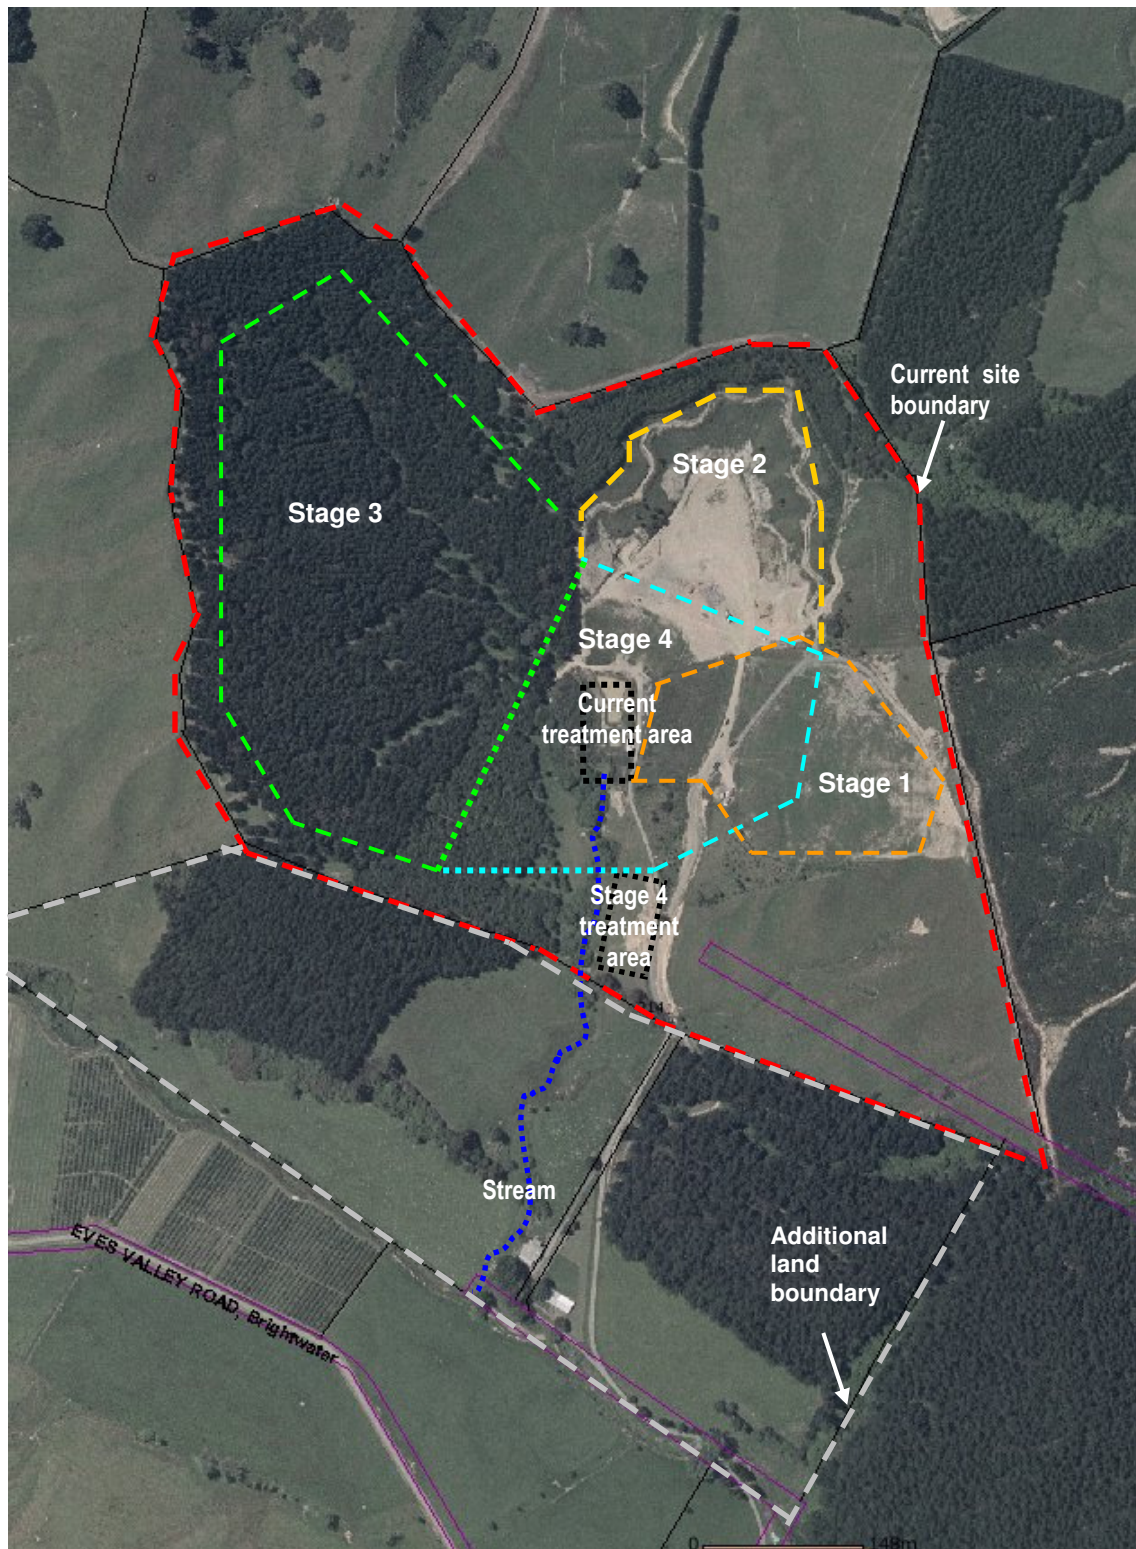 Current site
boundary
Stage 2
Stage 3
Stage 4
Current
treatment area
Stage 1
Stage 4
treatment
area
Stream
EVES VALLEY ROAD, Brightwater
Additional
land
boundary
0 148m